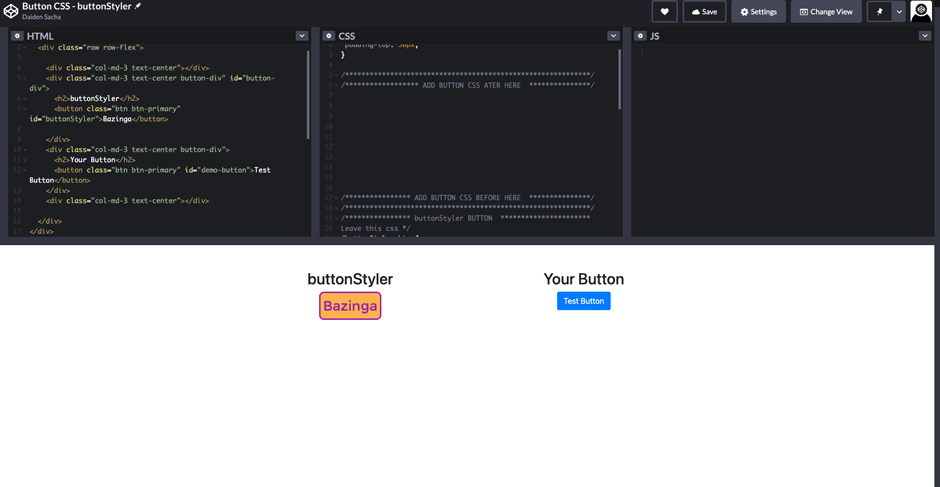 Button CSS - buttonStyler
Daiden Sacha
Save
Settings
Change View
HTML
2 <div class="row row-flex">
3
4 <div class="col-md-3 text-center"></div>
5 <div class="col-md-3 text-center button-div" id="button-
div">
6 <h2>buttonStyler</h2>
7 <button class="btn btn-primary"
id="buttonStyler">Bazinga</button>
8
9 </div>
10 <div class="col-md-3 text-center button-div">
11 <h2>Your Button</h2>
12 <button class="btn btn-primary" id="demo-button">Test
Button</button>
13 </div>
14 <div class="col-md-3 text-center"></div>
15
16 </div>
17 </div>
CSS
padding-top: 50px;
3 }
4
5 /************************************************************/
6 /****************** ADD BUTTON CSS ATER HERE ***************/
7
8
9
10
11
12
13
14
15
16
17 /**************** ADD BUTTON CSS BEFORE HERE ***************/
18 /************************************************************/
19 /**************** buttonStyler BUTTON **********************
20 Leave this css */
JS
1
buttonStyler
Bazinga
Your Button
Test Button